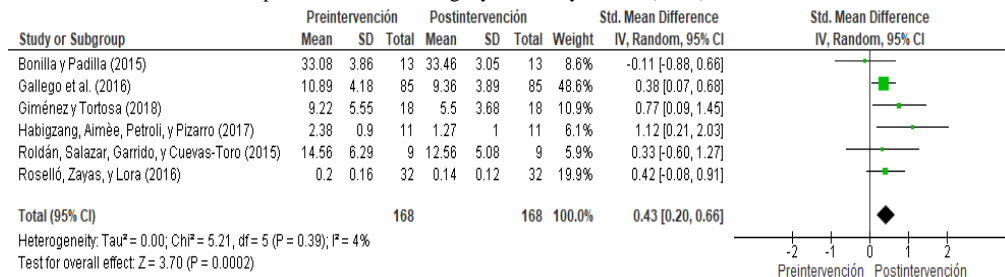 Preintervención Postintervención Std. Mean Difference Std. Mean Difference
Study or Subgroup Mean SD Total Mean SD Total Weight IV, Random, 95% CI IV, Random, 95% CI
Bonilla y Padilla (2015) 33.08 3.86 13 33.46 3.05 13 8.6% -0.11 [-0.88, 0.66]
Gallego et al. (2016) 10.89 4.18 85 9.36 3.89 85 48.6% 0.38 [0.07, 0.68]
Giménez y Tortosa (2018) 9.22 5.55 18 5.5 3.68 18 10.9% 0.77 [0.09, 1.45]
Habigzang, Aimèe, Petroli, y Pizarro (2017) 2.38 0.9 11 1.27 1 11 6.1% 1.12 [0.21, 2.03]
Roldán, Salazar, Garrido, y Cuevas-Toro (2015) 14.56 6.29 9 12.56 5.08 9 5.9% 0.33 [-0.60, 1.27]
Roselló, Zayas, y Lora (2016) 0.2 0.16 32 0.14 0.12 32 19.9% 0.42 [-0.08, 0.91]
Total (95% CI) 168 168 100.0% 0.43 [0.20, 0.66]
Heterogeneity: Tau² = 0.00; Chi² = 5.21, df = 5 (P = 0.39); I² = 4%
Test for overall effect: Z = 3.70 (P = 0.0002)
-2 -1 0 1 2
Preintervención Postintervención